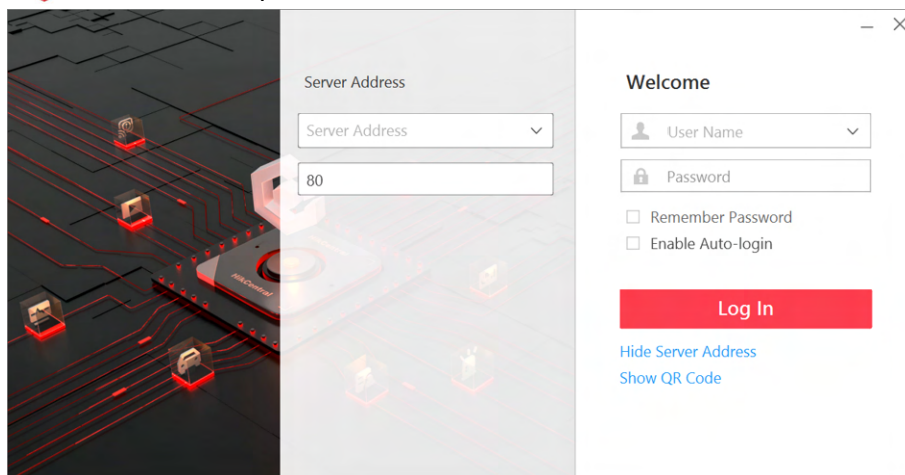 Server Address
Server Address
80
Welcome
User Name
Password
Remember Password
Enable Auto-login
Log In
Hide Server Address
Show QR Code
HikCentral